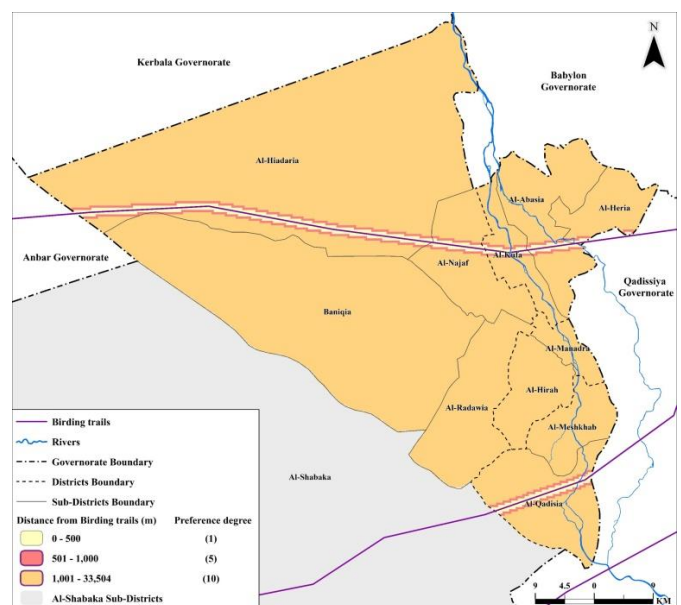 N
Kerbala Governorate
Babylon
Governorate
Al-Hiadaria
Al-Abasia
Al-Heria
Anbar Governorate
Al-Najaf
Al-Kufa
Qadissiya
Governorate
Baniqia
Al-Manadra
Al-Hirah
Al-Radawia
Al-Meshkhab
Al-Shabaka
Al-Qadisia
Birding trails
Rivers
Governorate Boundary
Districts Boundary
Sub-Districts Boundary
Distance from Birding trails (m) Preference degree
0 - 500 (1)
501 - 1,000 (5)
1,001 - 33,504 (10)
Al-Shabaka Sub-Districts
9 4.5 0 9
KM